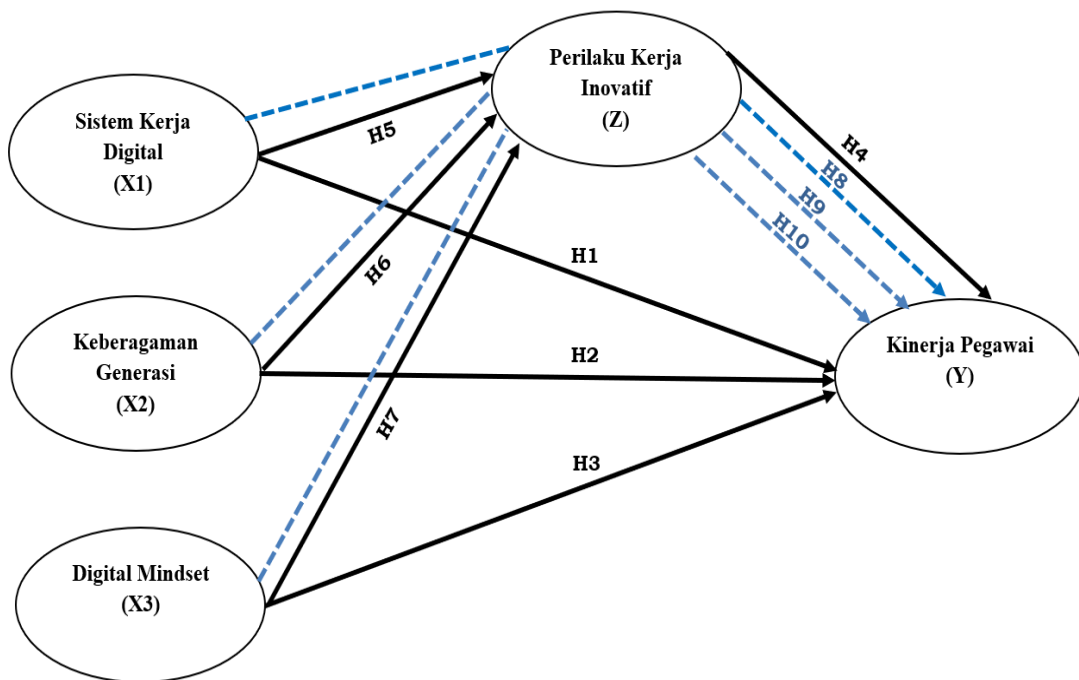 Perilaku Kerja
Inovatif
(Z)
Sistem Kerja
Digital
(X1)
H5
H4
H8
H9
H10
H6
H1
Keberagaman
Generasi
(X2)
H2
Kinerja Pegawai
(Y)
H7
H3
Digital Mindset
(X3)